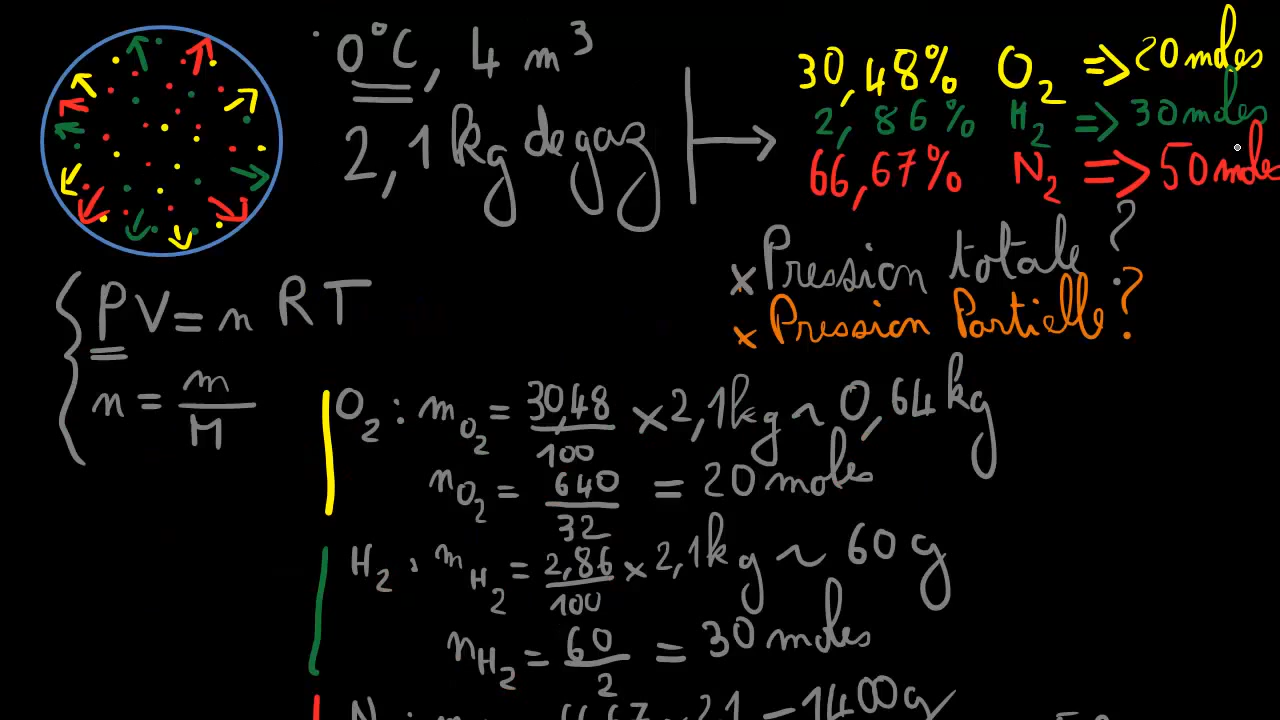 0°C, 4 m³
2,1 kg de gaz
30,48% O₂ => 20 moles
2,86% H₂ => 30 moles
66,67% N₂ => 50 moles
x Pression totale ?
x Pression Partielle ?
PV = n RT
n = m/M
O₂ : m_O₂ = 30,48/100 x 2,1 kg ~ 0,64 kg
n_O₂ = 640/32 = 20 moles
H₂ : m_H₂ = 2,86/100 x 2,1 kg ~ 60 g
n_H₂ = 60/2 = 30 moles